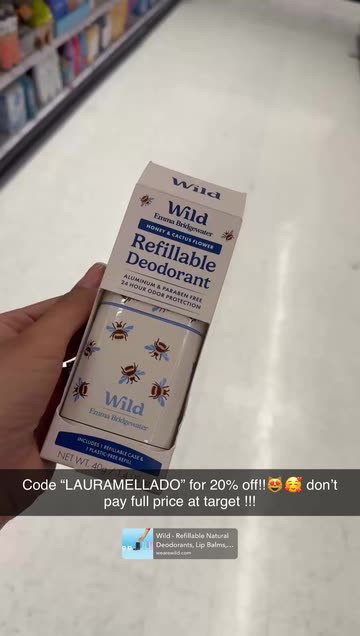 Wild
Wild
Emma Bridgewater
HONEY & CACTUS FLOWER
Refillable
Deodorant
ALUMINUM & PARABEN FREE
24 HOUR ODOR PROTECTION
Wild
Emma Bridgewater
INCLUDES 1 REFILLABLE CASE &
1 PLASTIC-FREE REFILL
NET WT. 40g
Code “LAURAMELLADO” for 20% off!!😍🥰 don’t
pay full price at target !!!
Wild - Refillable Natural
Deodorants, Lip Balms,...
wearewild.com